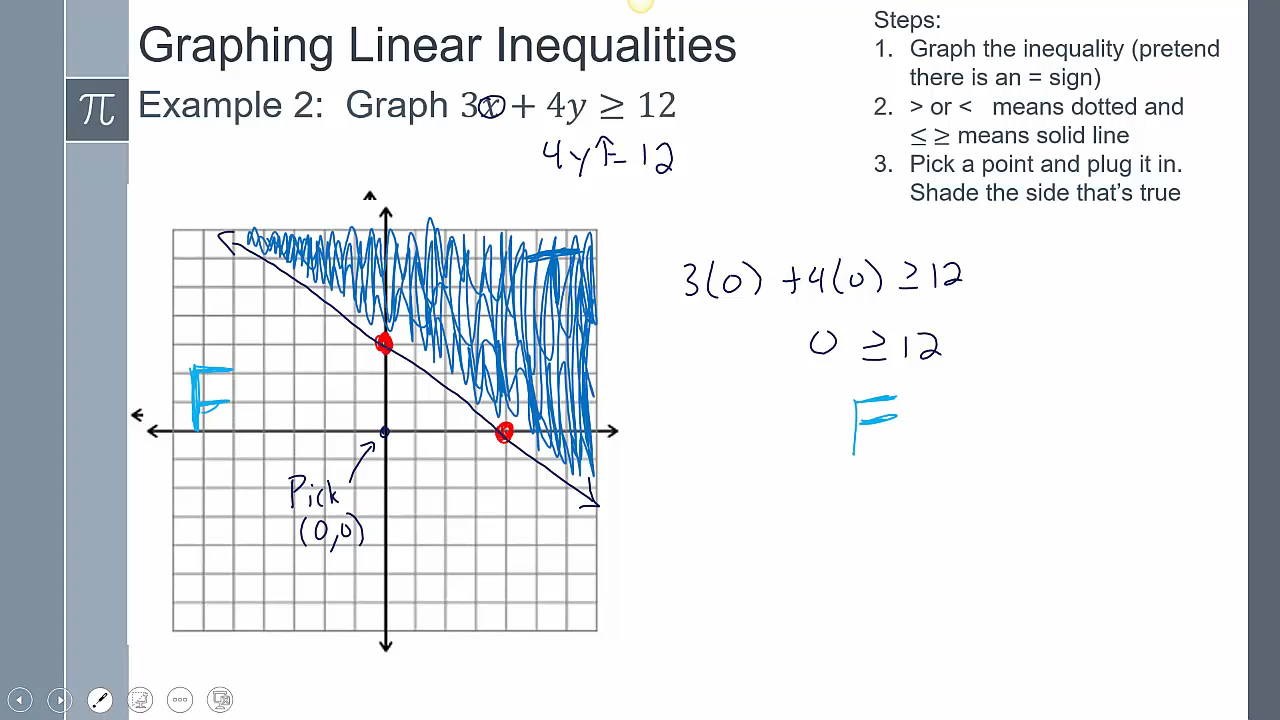 Graphing Linear Inequalities
π
Example 2: Graph 3x + 4y ≥ 12
4y = 12
Steps:
1. Graph the inequality (pretend
there is an = sign)
2. > or < means dotted and
≤ ≥ means solid line
3. Pick a point and plug it in.
Shade the side that's true
T
3(0) +4(0) ≥ 12
0 ≥ 12
F
F
Pick
(0,0)